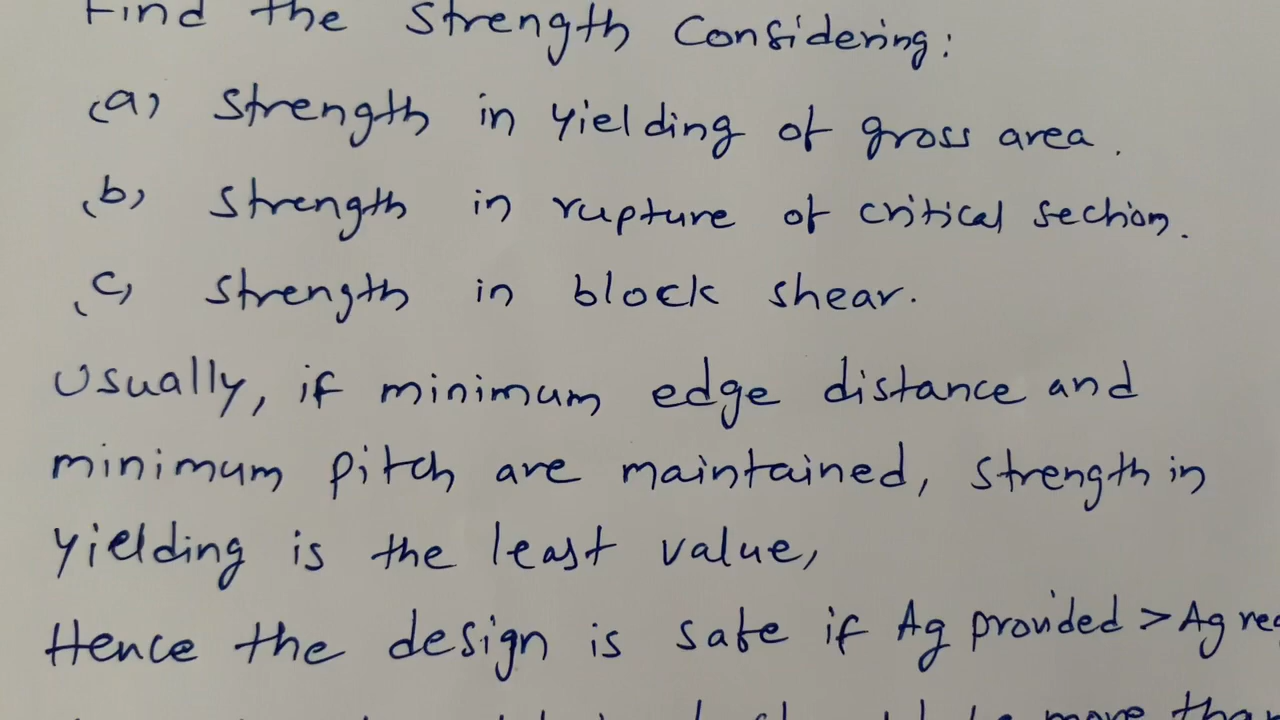 Find the Strength Considering:
(a) Strength in Yielding of gross area.
(b) Strength in rupture of critical section.
(c) Strength in block shear.
Usually, if minimum edge distance and
minimum pitch are maintained, Strength in
yielding is the least value,
Hence the design is safe if Ag provided > Ag
more than